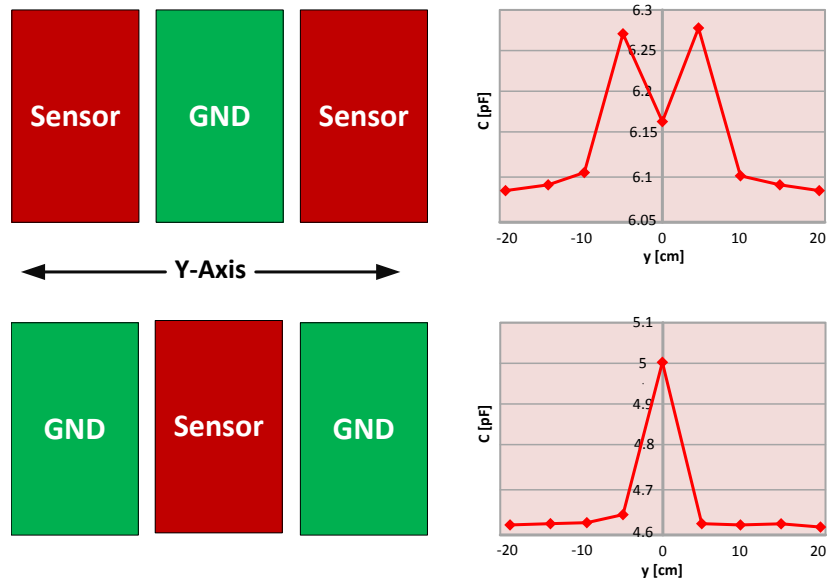 Sensor
GND
Sensor
Y-Axis
GND
Sensor
GND
C [pF]
6.3
6.25
6.2
6.15
6.1
6.05
-20
-10
0
10
20
y [cm]
C [pF]
5.1
5
4.9
4.8
4.7
4.6
-20
-10
0
10
20
y [cm]